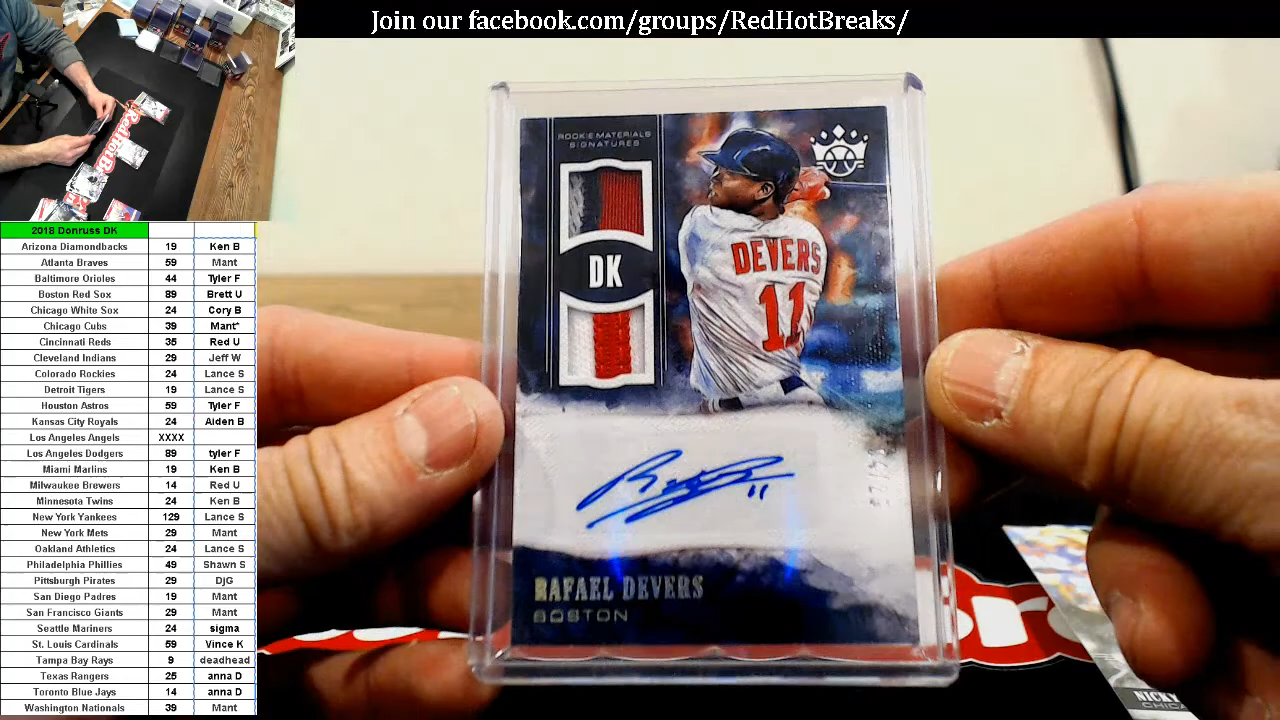 Join our facebook.com/groups/RedHotBreaks/
2018 Donruss DK
Arizona Diamondbacks 19 Ken B
Atlanta Braves 59 Mant
Baltimore Orioles 44 Tyler F
Boston Red Sox 89 Brett U
Chicago White Sox 24 Cory B
Chicago Cubs 39 Mant*
Cincinnati Reds 35 Red U
Cleveland Indians 29 Jeff W
Colorado Rockies 24 Lance S
Detroit Tigers 19 Lance S
Houston Astros 59 Tyler F
Kansas City Royals 24 Aiden B
Los Angeles Angels XXXX
Los Angeles Dodgers 89 tyler F
Miami Marlins 19 Ken B
Milwaukee Brewers 14 Red U
Minnesota Twins 24 Ken B
New York Yankees 129 Lance S
New York Mets 29 Mant
Oakland Athletics 24 Lance S
Philadelphia Phillies 49 Shawn S
Pittsburgh Pirates 29 DjG
San Diego Padres 19 Mant
San Francisco Giants 29 Mant
Seattle Mariners 24 sigma
St. Louis Cardinals 59 Vince K
Tampa Bay Rays 9 deadhead
Texas Rangers 25 anna D
Toronto Blue Jays 14 anna D
Washington Nationals 39 Mant
ROOKIE MATERIALS
SIGNATURES
DK
DEVERS
11
11
RAFAEL DEVERS
BOSTON
NICKY